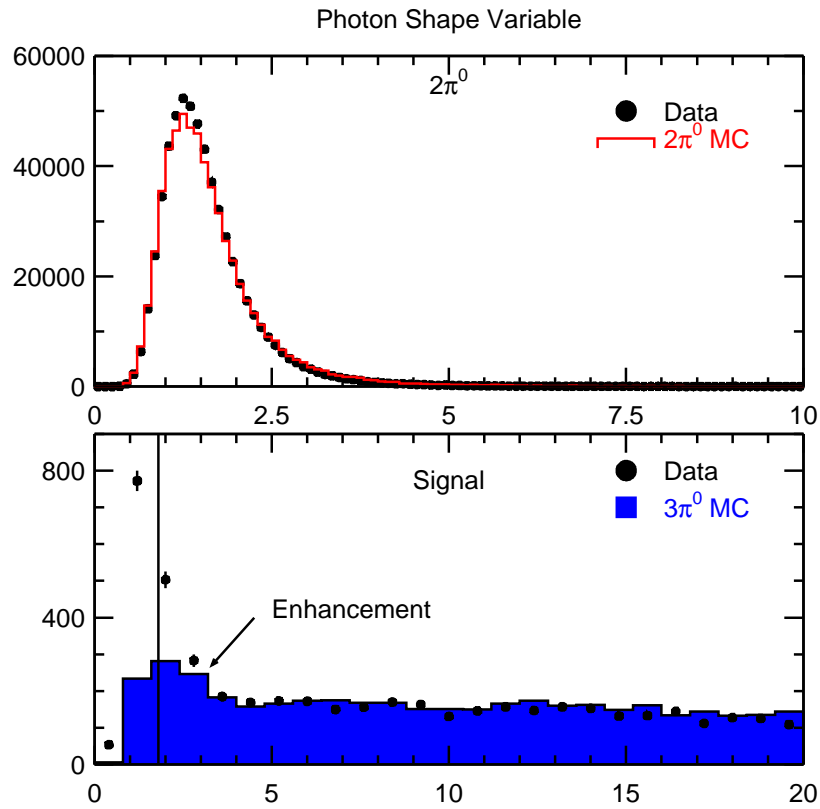 Photon Shape Variable
60000
2π⁰
Data
2π⁰ MC
40000
20000
0
0 2.5 5 7.5 10
800
Signal
Data
3π⁰ MC
Enhancement
400
0
0 5 10 15 20